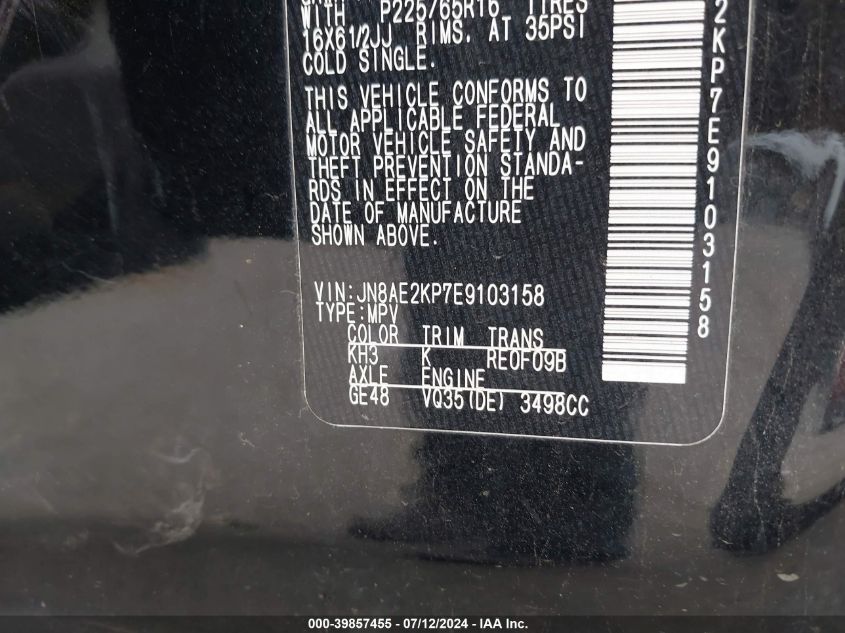 WITH P225/65R16 TIRES
16X61/2JJ RIMS. AT 35PSI
COLD SINGLE.
THIS VEHICLE CONFORMS TO
ALL APPLICABLE FEDERAL
MOTOR VEHICLE SAFETY AND
THEFT PREVENTION STANDA-
RDS IN EFFECT ON THE
DATE OF MANUFACTURE
SHOWN ABOVE.
VIN:JN8AE2KP7E9103158
TYPE:MPV
COLOR TRIM TRANS
KH3 K RE0F09B
AXLE ENGINE
GE48 VQ35(DE) 3498CC
2KP7E9103158
000-39857455 - 07/12/2024 - IAA Inc.